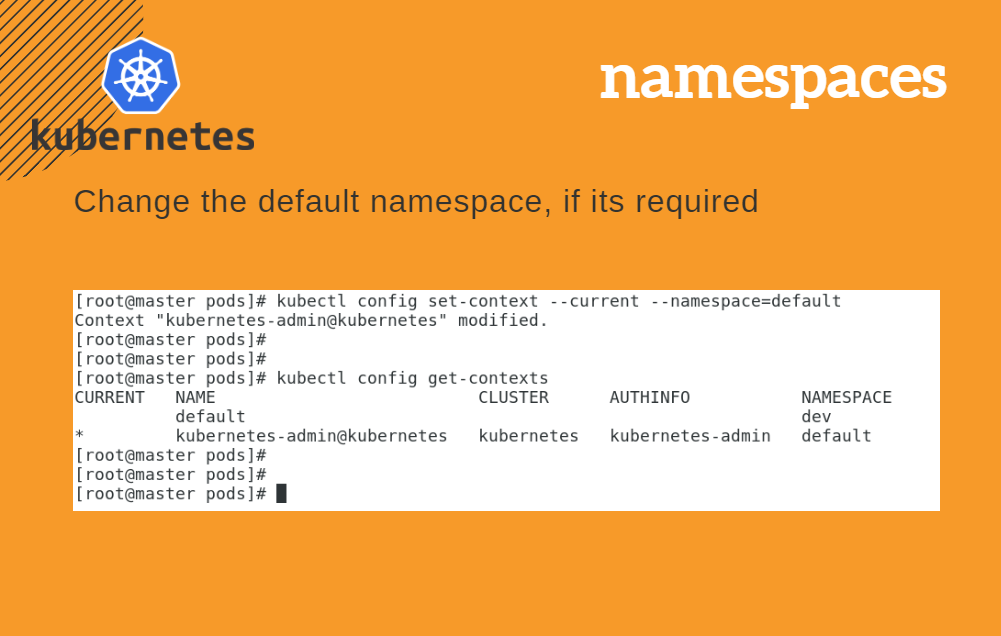 kubernetes
namespaces
Change the default namespace, if its required
[root@master pods]# kubectl config set-context --current --namespace=default
Context "kubernetes-admin@kubernetes" modified.
[root@master pods]#
[root@master pods]#
[root@master pods]# kubectl config get-contexts
CURRENT   NAME                          CLUSTER      AUTHINFO           NAMESPACE
          default                                                       dev
*         kubernetes-admin@kubernetes   kubernetes   kubernetes-admin   default
[root@master pods]#
[root@master pods]#
[root@master pods]#